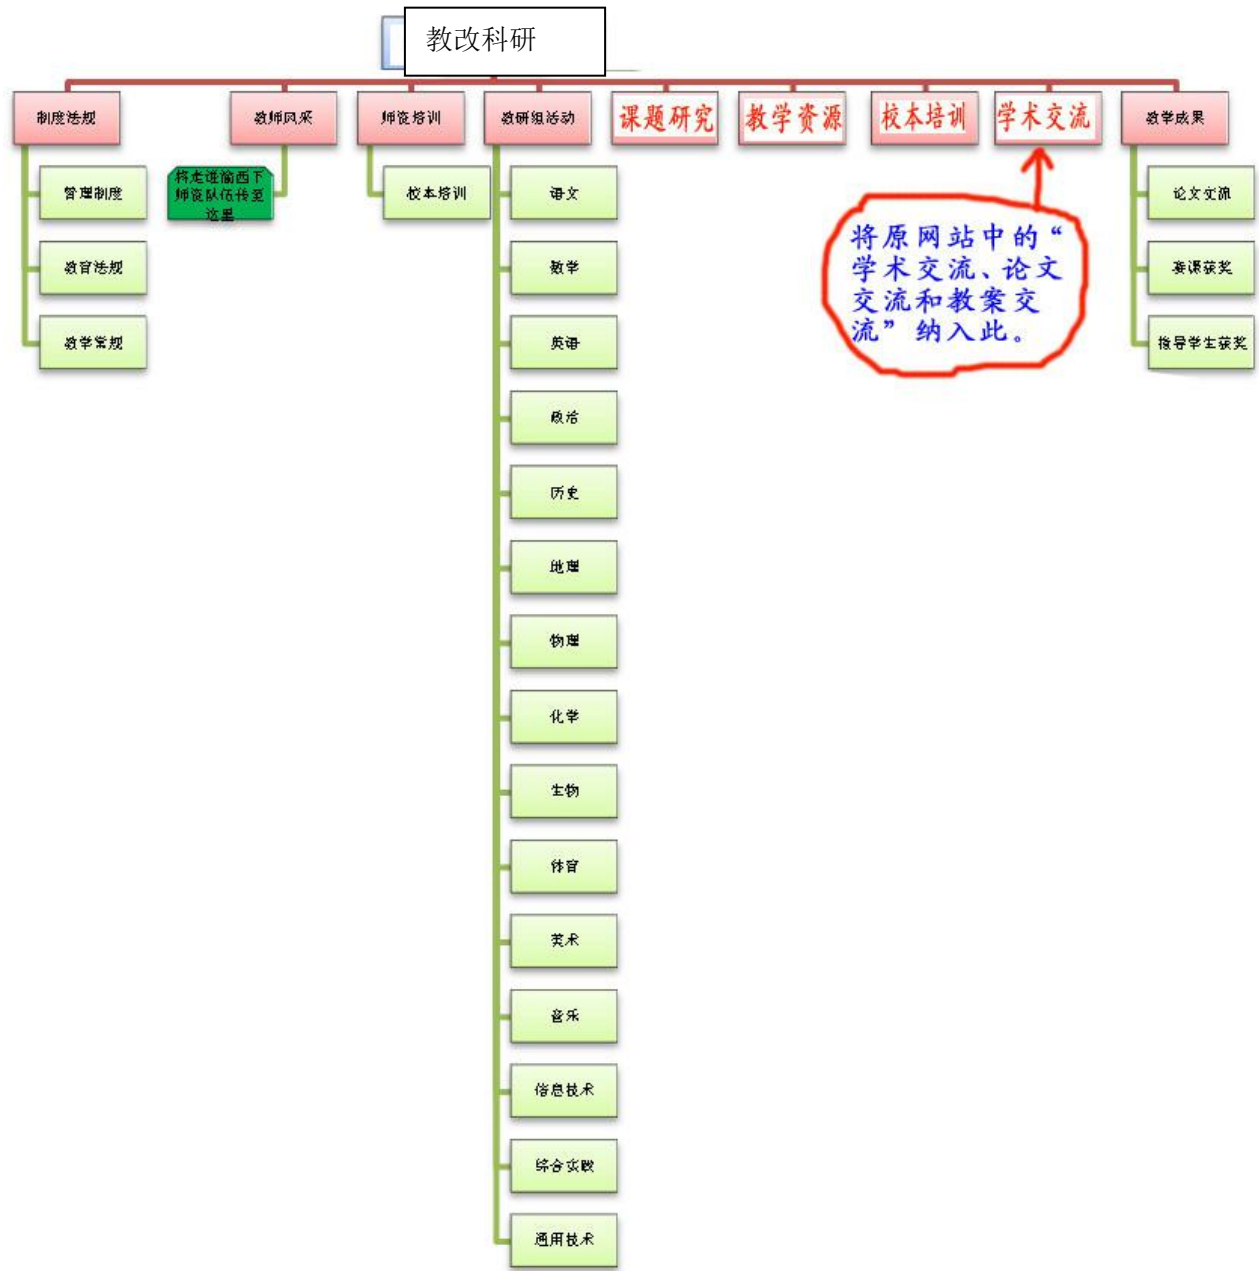 教改科研
制度法规
教师风采
师资培训
教研组活动
课题研究
教学资源
校本培训
学术交流
教学成果
管理制度
教育法规
教学常规
将走进渝西下
师资队伍传至
这里
校本培训
语文
数学
英语
政治
历史
地理
物理
化学
生物
体育
美术
音乐
信息技术
综合实践
通用技术
将原网站中的“
学术交流、论文
交流和教案交
流”纳入此。
论文交流
赛课获奖
指导学生获奖